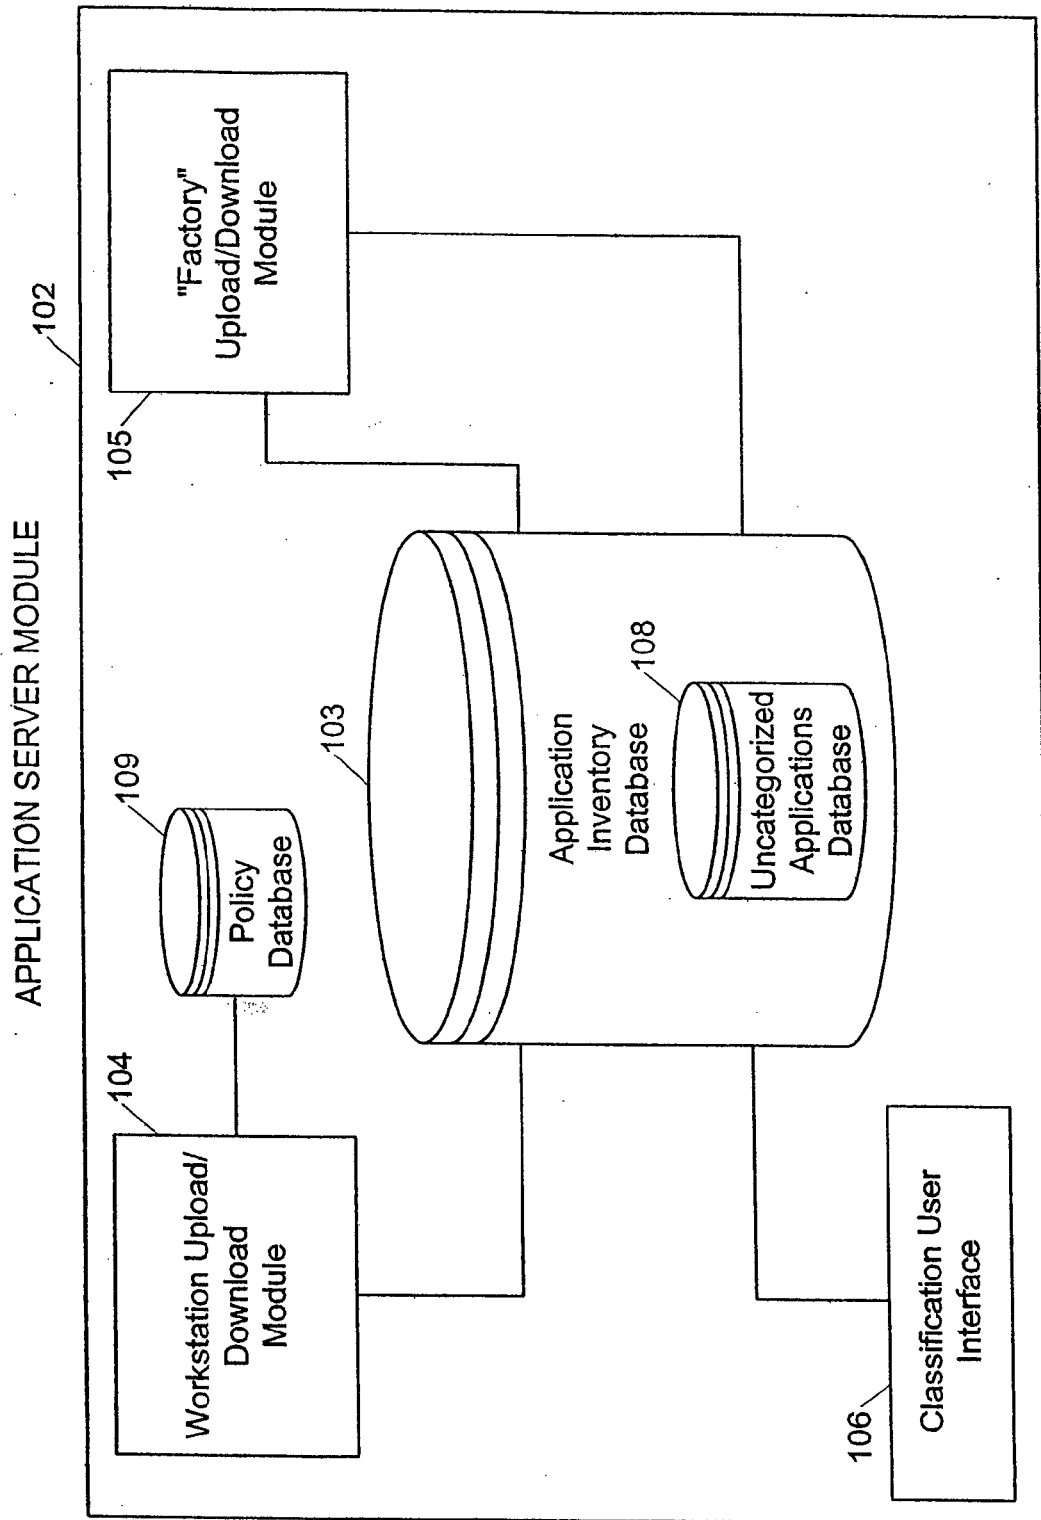 APPLICATION SERVER MODULE
102
104
Workstation Upload/
Download
Module
109
Policy
Database
105
"Factory"
Upload/Download
Module
103
Application
Inventory
Database
108
Uncategorized
Applications
Database
106
Classification User
Interface